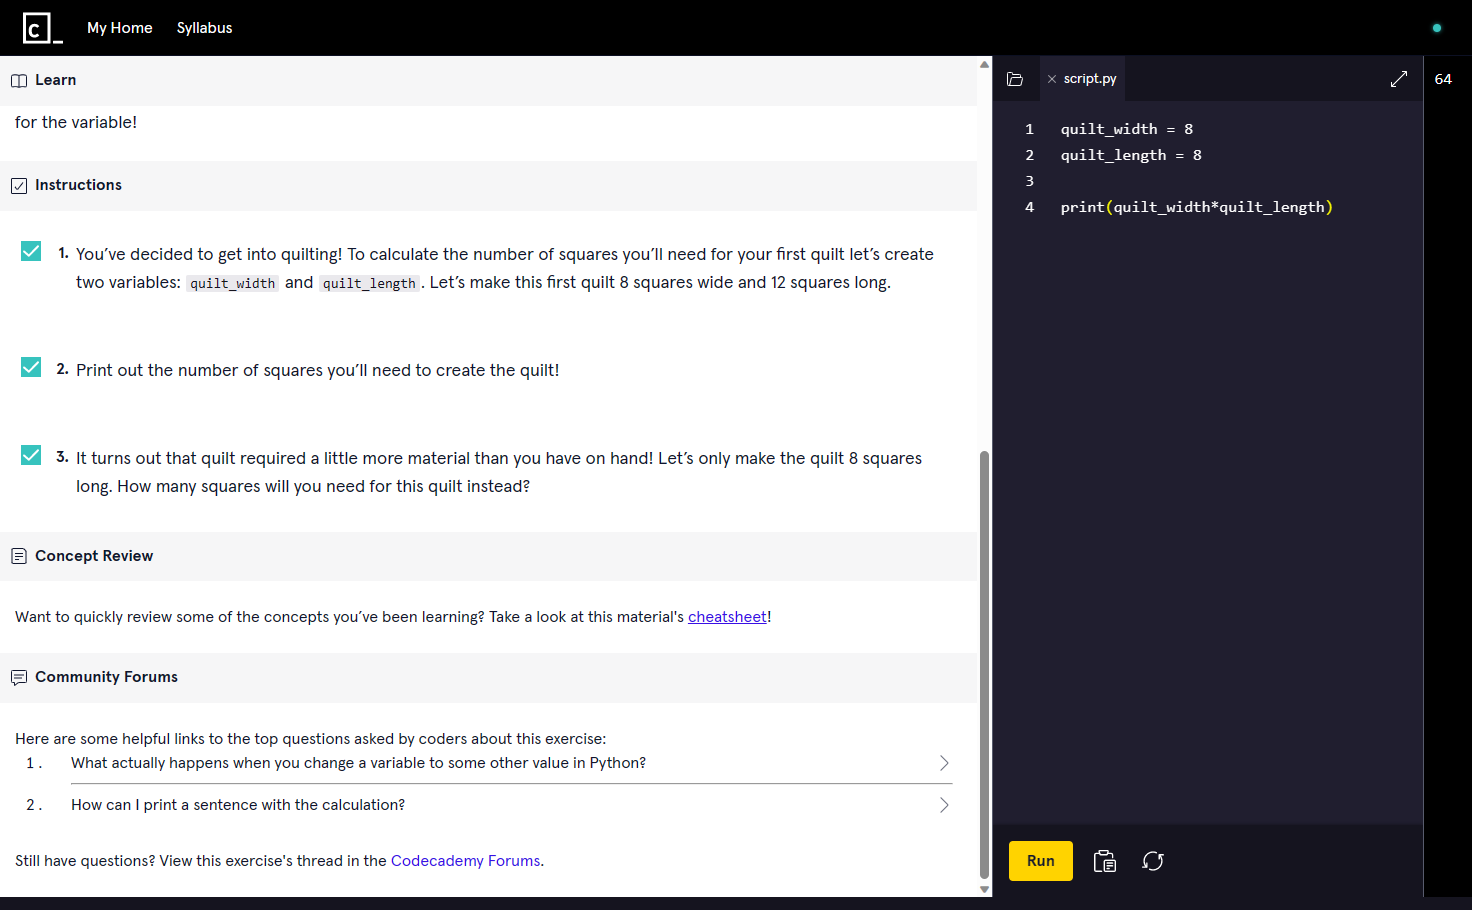 C_
My Home
Syllabus
Learn
for the variable!
Instructions
1. You’ve decided to get into quilting! To calculate the number of squares you’ll need for your first quilt let’s create
two variables: quilt_width and quilt_length. Let’s make this first quilt 8 squares wide and 12 squares long.
2. Print out the number of squares you’ll need to create the quilt!
3. It turns out that quilt required a little more material than you have on hand! Let’s only make the quilt 8 squares
long. How many squares will you need for this quilt instead?
Concept Review
Want to quickly review some of the concepts you’ve been learning? Take a look at this material's cheatsheet!
Community Forums
Here are some helpful links to the top questions asked by coders about this exercise:
1. What actually happens when you change a variable to some other value in Python?
2. How can I print a sentence with the calculation?
Still have questions? View this exercise's thread in the Codecademy Forums.
script.py
1 quilt_width = 8
2 quilt_length = 8
3
4 print(quilt_width*quilt_length)
Run
64